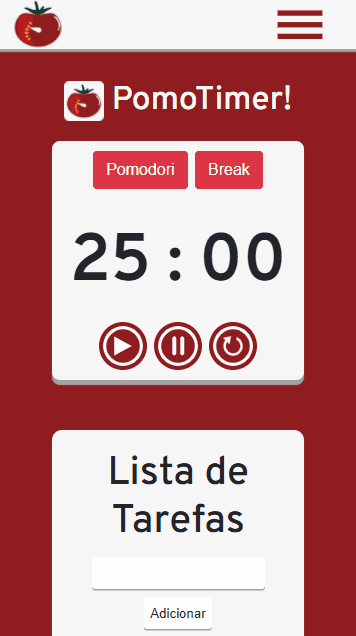 PomoTimer!
Pomodori Break
25 : 00
Lista de
Tarefas
Adicionar